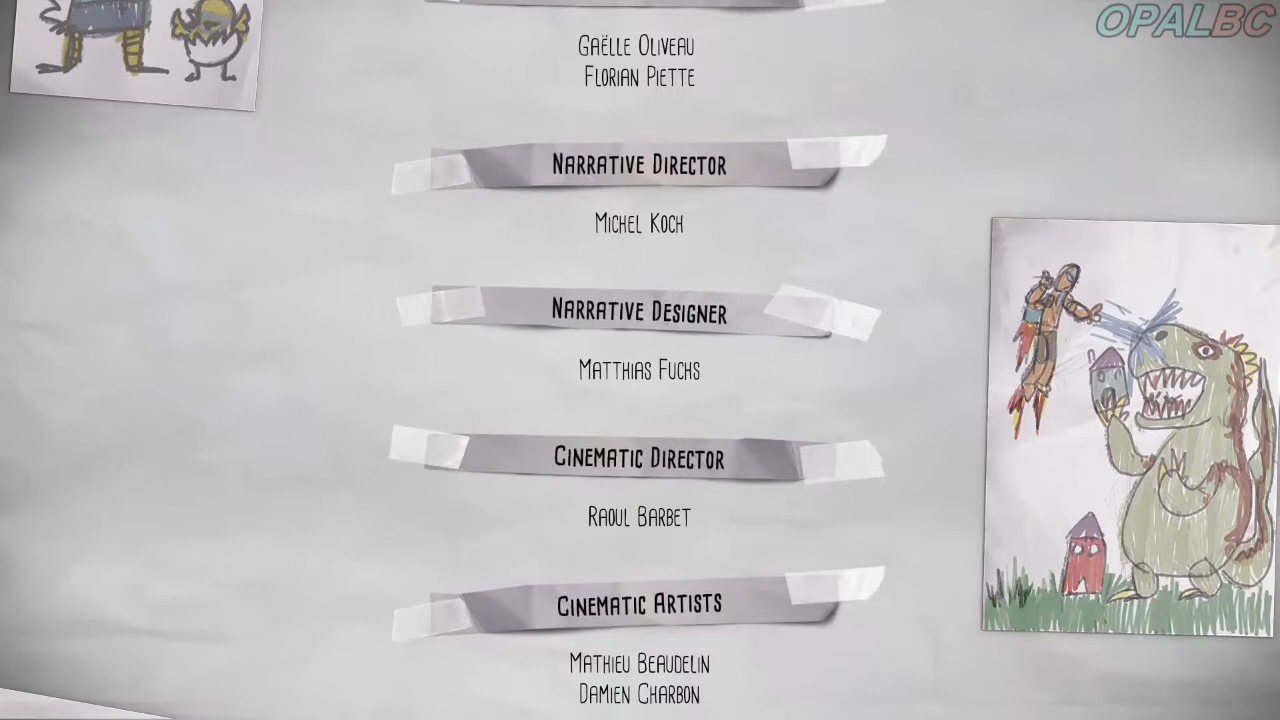 OPALBC
GAËLLE OLIVEAU
FLORIAN PIETTE
NARRATIVE DIRECTOR
MICHEL KOCH
NARRATIVE DESIGNER
MATTHIAS FUCHS
CINEMATIC DIRECTOR
RAOUL BARBET
CINEMATIC ARTISTS
MATHIEU BEAUDELIN
DAMIEN CHARBON